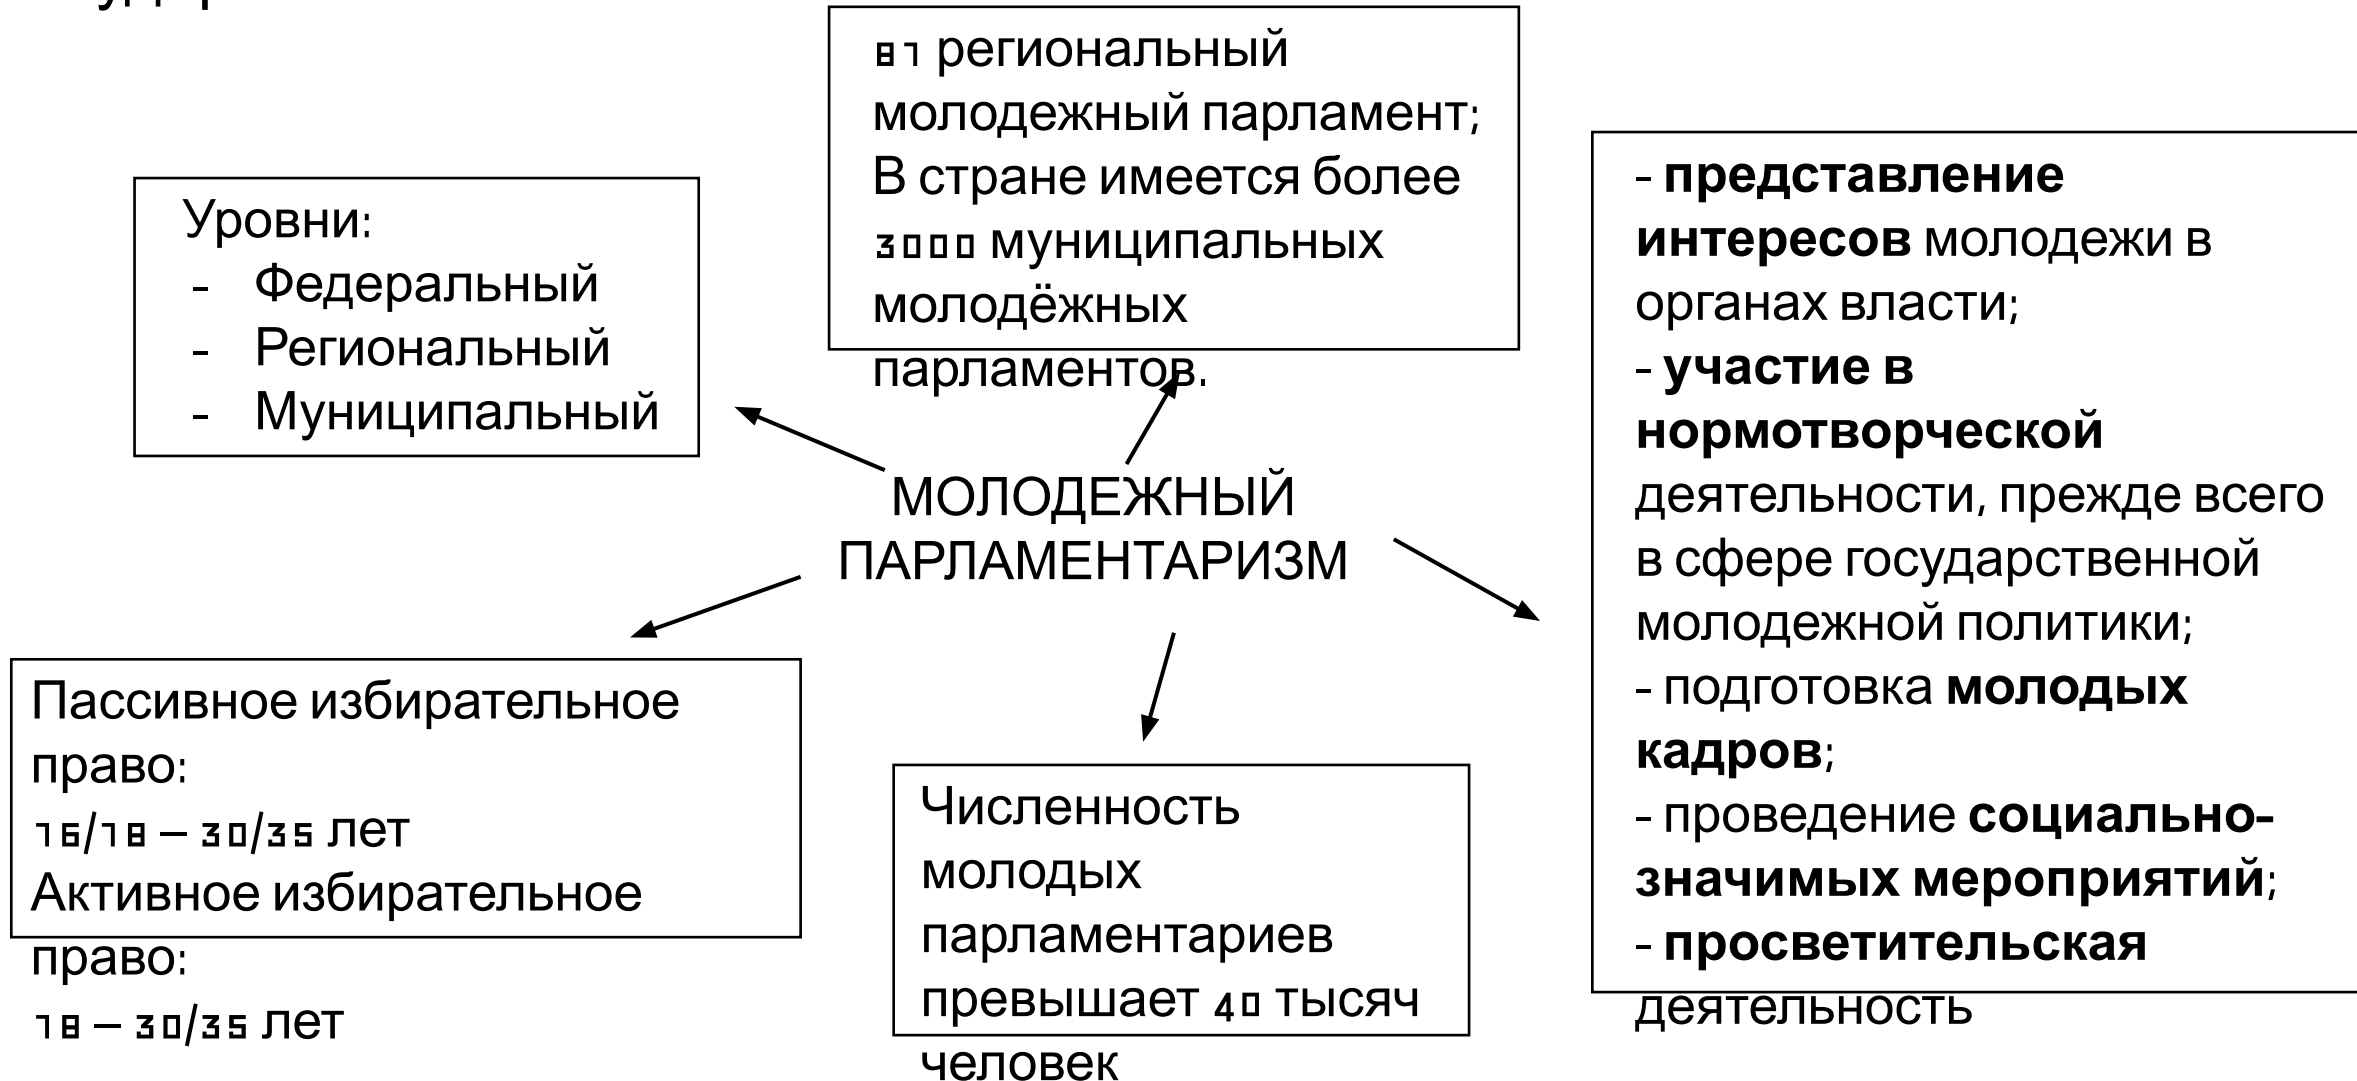 81 региональный
молодежный парламент;
В стране имеется более
3000 муниципальных
молодёжных
парламентов.
Уровни:
- Федеральный
- Региональный
- Муниципальный
МОЛОДЕЖНЫЙ
ПАРЛАМЕНТАРИЗМ
- представление
интересов молодежи в
органах власти;
- участие в
нормотворческой
деятельности, прежде всего
в сфере государственной
молодежной политики;
- подготовка молодых
кадров;
- проведение социально-
значимых мероприятий;
- просветительская
деятельность
Пассивное избирательное
право:
16/18 – 30/35 лет
Активное избирательное
право:
18 – 30/35 лет
Численность
молодых
парламентариев
превышает 40 тысяч
человек